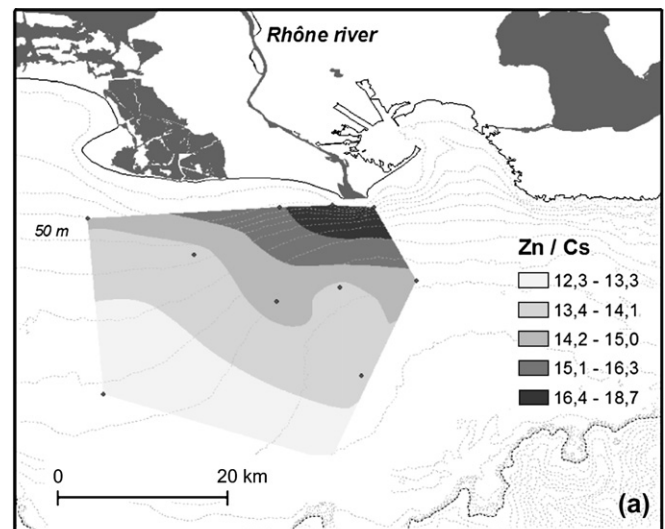 Rhône river
50 m
Zn / Cs
12,3 - 13,3
13,4 - 14,1
14,2 - 15,0
15,1 - 16,3
16,4 - 18,7
0 20 km
(a)